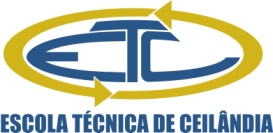 ETC
ESCOLA TÉCNICA DE CEILÂNDIA